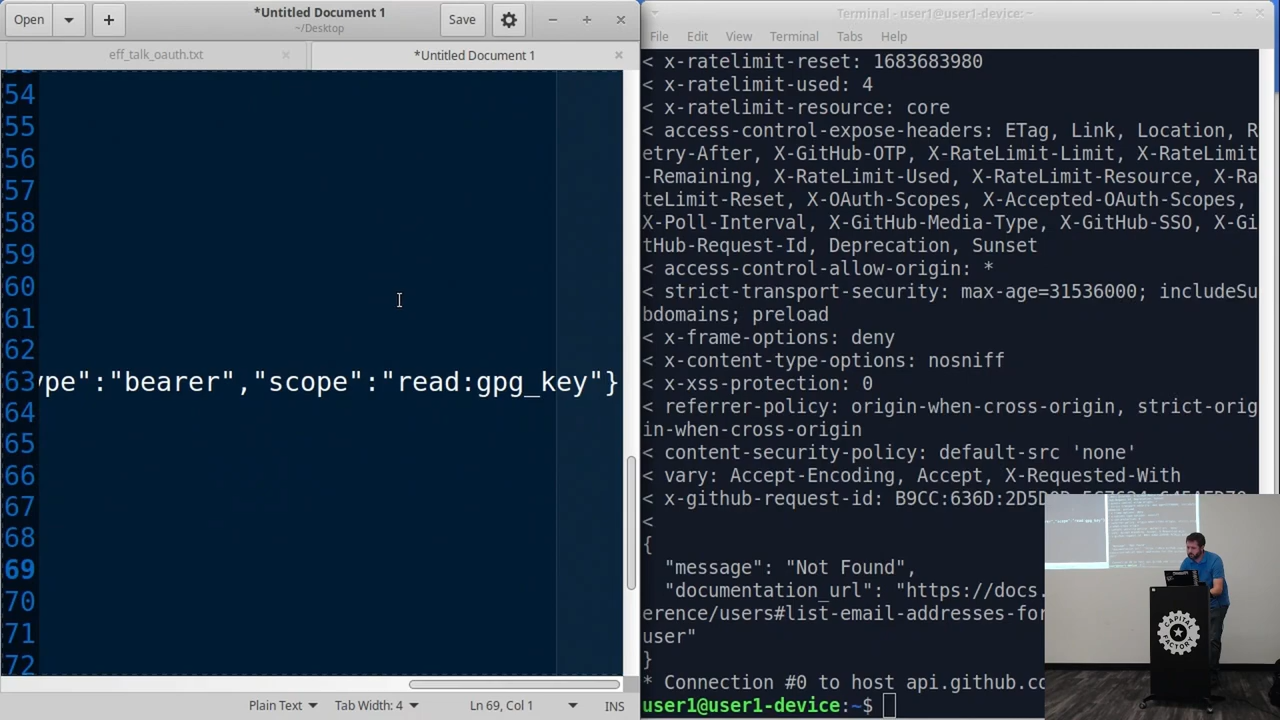 Open
*Untitled Document 1
~/Desktop
Save
eff_talk_oauth.txt
*Untitled Document 1
54
55
56
57
58
59
60
61
62
63 ype":"bearer","scope":"read:gpg_key"}
64
65
66
67
68
69
70
71
72
Plain Text
Tab Width: 4
Ln 69, Col 1
INS
Terminal - user1@user1-device: ~
File Edit View Terminal Tabs Help
< x-ratelimit-reset: 1683683980
< x-ratelimit-used: 4
< x-ratelimit-resource: core
< access-control-expose-headers: ETag, Link, Location, R
etry-After, X-GitHub-OTP, X-RateLimit-Limit, X-RateLimit
-Remaining, X-RateLimit-Used, X-RateLimit-Resource, X-Ra
teLimit-Reset, X-OAuth-Scopes, X-Accepted-OAuth-Scopes,
X-Poll-Interval, X-GitHub-Media-Type, X-GitHub-SSO, X-Gi
tHub-Request-Id, Deprecation, Sunset
< access-control-allow-origin: *
< strict-transport-security: max-age=31536000; includeSu
bdomains; preload
< x-frame-options: deny
< x-content-type-options: nosniff
< x-xss-protection: 0
< referrer-policy: origin-when-cross-origin, strict-orig
in-when-cross-origin
< content-security-policy: default-src 'none'
< vary: Accept-Encoding, Accept, X-Requested-With
< x-github-request-id:
<
{
"message": "Not Found",
"documentation_url": "https://docs.
erence/users#list-email-addresses-for
user"
}
* Connection #0 to host api.github.co
user1@user1-device:~$
CAPITAL
FACTORY